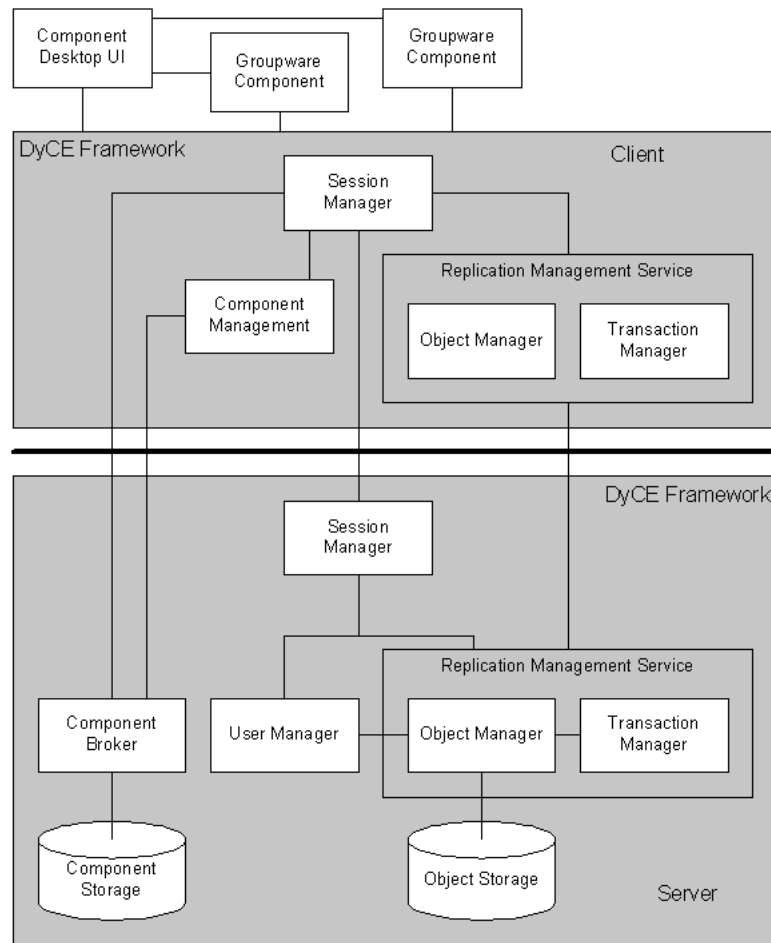 Component
Desktop UI
Groupware
Component
Groupware
Component
DyCE Framework
Client
Session
Manager
Replication Management Service
Component
Management
Object Manager
Transaction
Manager
DyCE Framework
Session
Manager
Replication Management Service
Component
Broker
User Manager
Object Manager
Transaction
Manager
Component
Storage
Object Storage
Server